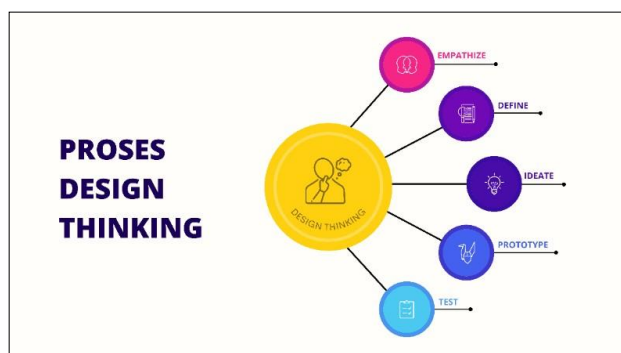 PROSES
DESIGN
THINKING
DESIGN THINKING
EMPATHIZE
DEFINE
IDEATE
PROTOTYPE
TEST